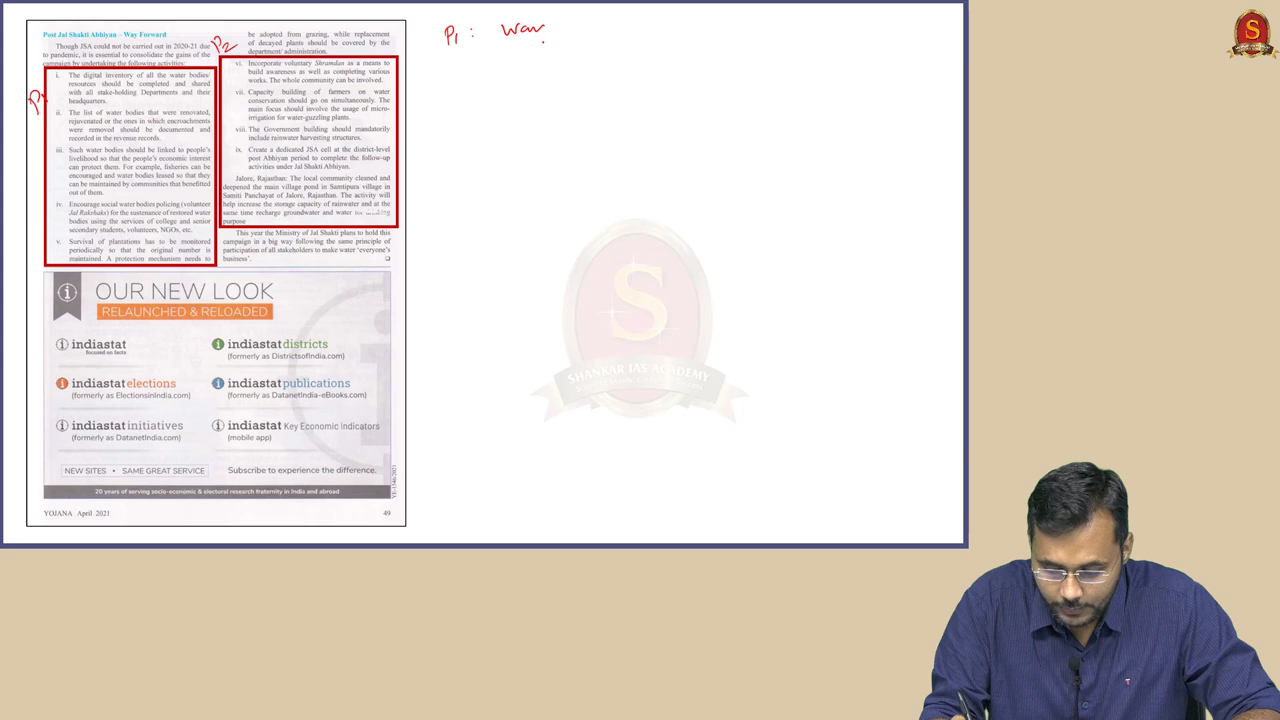 Post Jal Shakti Abhiyan – Way Forward
Though JSA could not be carried out in 2020-21 due
to pandemic, it is essential to consolidate the gains of the
campaign by undertaking the following activities:
i. The digital inventory of all the water bodies/
resources should be completed and shared
with all stake-holding Departments and their
headquarters.
ii. The list of water bodies that were renovated,
rejuvenated or the ones in which encroachments
were removed should be documented and
recorded in the revenue records.
iii. Such water bodies should be linked to people's
livelihood so that the people's economic interest
can protect them. For example, fisheries can be
encouraged and water bodies leased so that they
can be maintained by communities that benefitted
out of them.
iv. Encourage social water bodies policing (volunteer
Jal Rakshaks) for the sustenance of restored water
bodies using the services of college and senior
secondary students, volunteers, NGOs, etc.
v. Survival of plantations has to be monitored
periodically so that the original number is
maintained. A protection mechanism needs to
P2
be adopted from grazing, while replacement
of decayed plants should be covered by the
department/ administration.
vi. Incorporate voluntary Shramdan as a means to
build awareness as well as completing various
works. The whole community can be involved.
vii. Capacity building of farmers on water
conservation should go on simultaneously. The
main focus should involve the usage of micro-
irrigation for water-guzzling plants.
viii. The Government building should mandatorily
include rainwater harvesting structures.
ix. Create a dedicated JSA cell at the district-level
post Abhiyan period to complete the follow-up
activities under Jal Shakti Abhiyan.
Jalore, Rajasthan: The local community cleaned and
deepened the main village pond in Samtipura village in
Samiti Panchayat of Jalore, Rajasthan. The activity will
help increase the storage capacity of rainwater and at the
same time recharge groundwater and water for drinking
purpose
This year the Ministry of Jal Shakti plans to hold this
campaign in a big way following the same principle of
participation of all stakeholders to make water 'everyone's
business'.
OUR NEW LOOK
RELAUNCHED & RELOADED
indiastat
focused on facts
indiastat districts
(formerly as DistrictsofIndia.com)
indiastat elections
(formerly as ElectionsinIndia.com)
indiastat publications
(formerly as DatanetIndia-eBooks.com)
indiastat initiatives
(formerly as DatanetIndia.com)
indiastat Key Economic Indicators
(mobile app)
NEW SITES • SAME GREAT SERVICE
Subscribe to experience the difference.
20 years of serving socio-economic & electoral research fraternity in India and abroad
YOJANA April 2021
49
P1 :
S
SHANKAR IAS ACADEMY
S